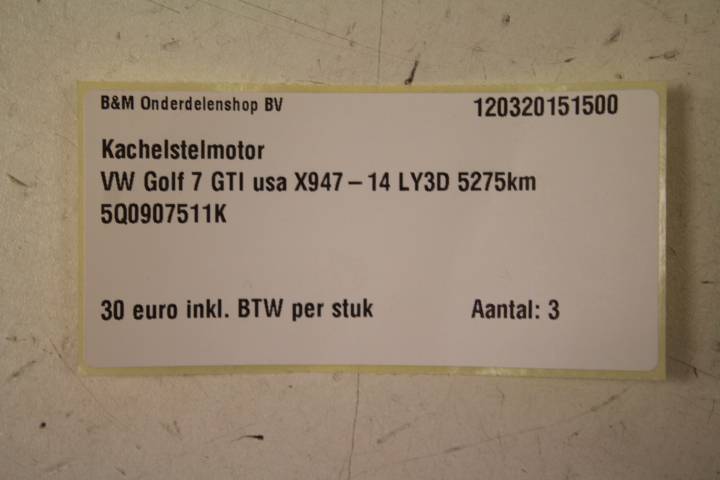 B&M Onderdelenshop BV 120320151500
Kachelstelmotor
VW Golf 7 GTI usa X947 – 14 LY3D 5275km
5Q0907511K
30 euro inkl. BTW per stuk Aantal: 3